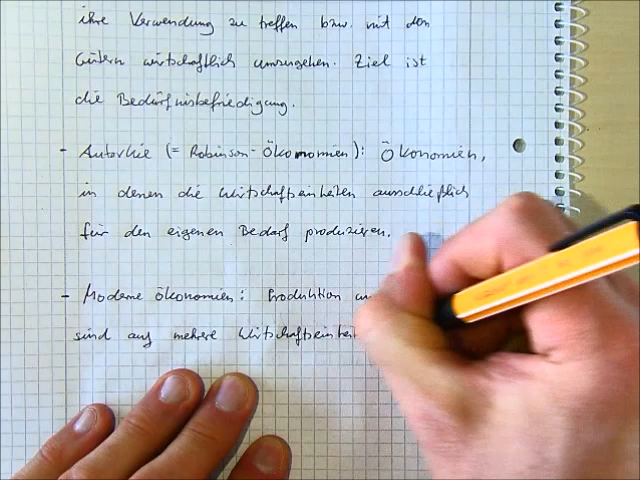 ihre Verwendung zu treffen bzw. mit den
Gütern wirtschaftlich umzugehen. Ziel ist
die Bedürfnisbefriedigung.
- Autarkie (= Robinson-Ökonomien): Ökonomien,
in denen die Wirtschaftseinheiten ausschließlich
für den eigenen Bedarf produzieren.
- Moderne Ökonomien: Produktion
sind auf mehrere Wirtschaftseinheit